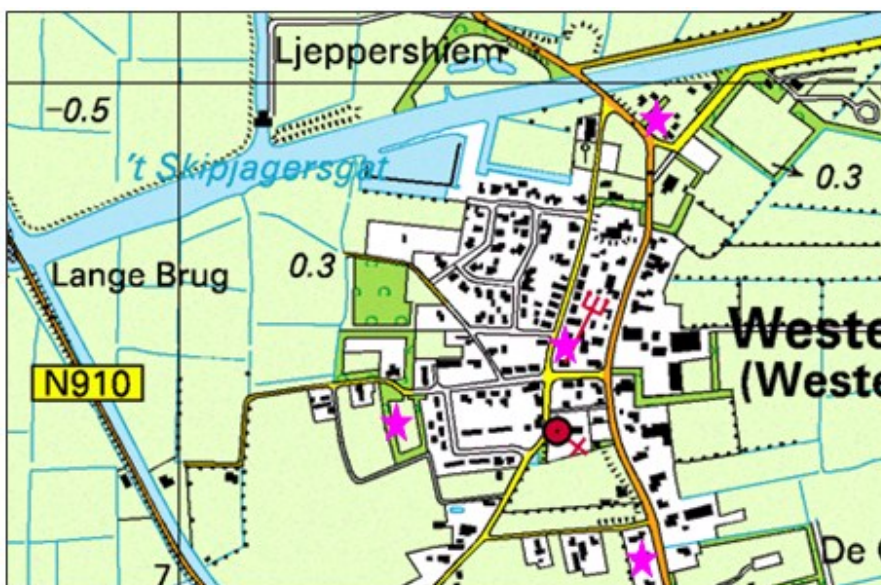 Ljeppershiem
-0.5
't Skipjagersgat
0.3
Lange Brug
0.3
N910
Weste
(Weste
De
7